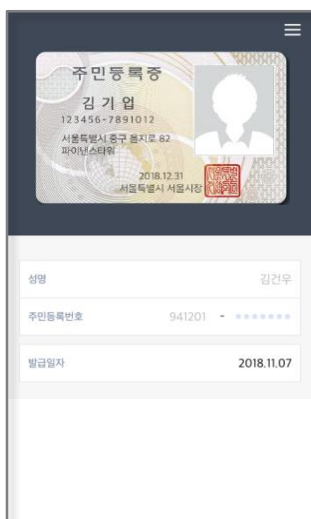 주민등록증
김 기 업
123456-7891012
서울특별시 중구 을지로 82
파이낸스타워
2018.12.31
서울특별시 서울시장
성명 김건우
주민등록번호 941201 - •••••••
발급일자 2018.11.07